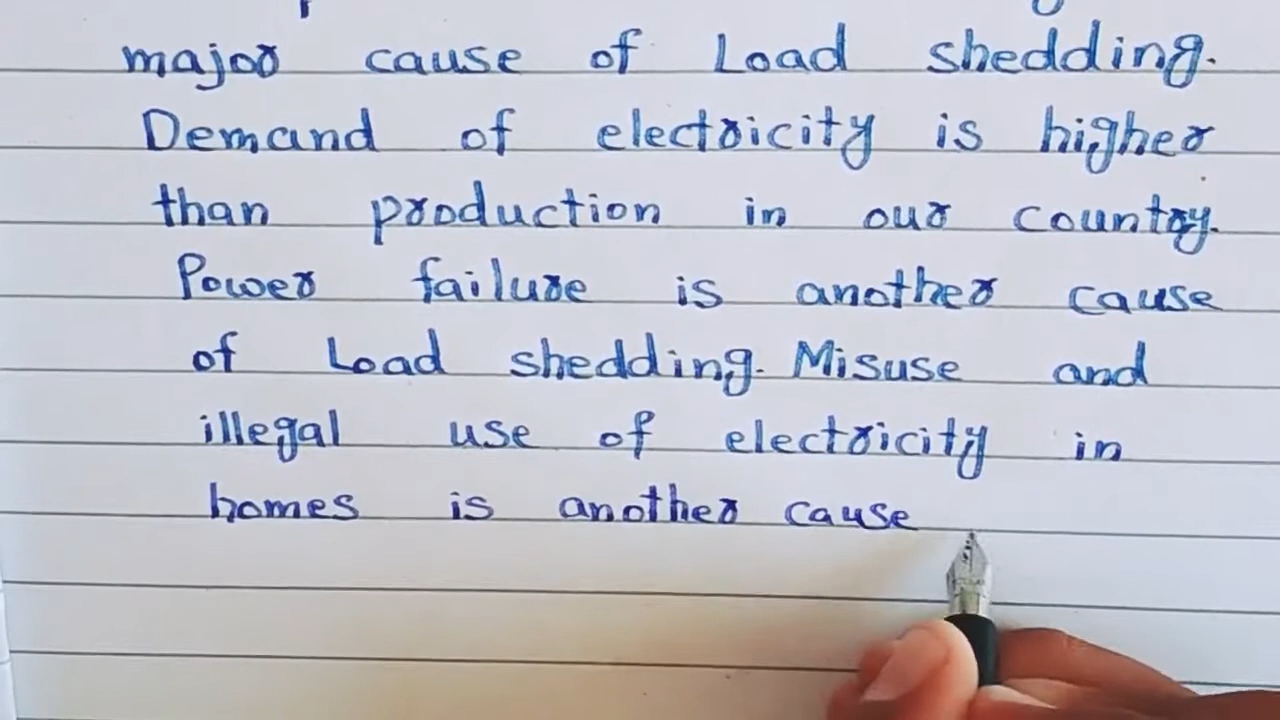 major cause of Load shedding.
Demand of electricity is higher
than production in our country.
Power failure is another cause
of Load shedding. Misuse and
illegal use of electricity in
homes is another cause